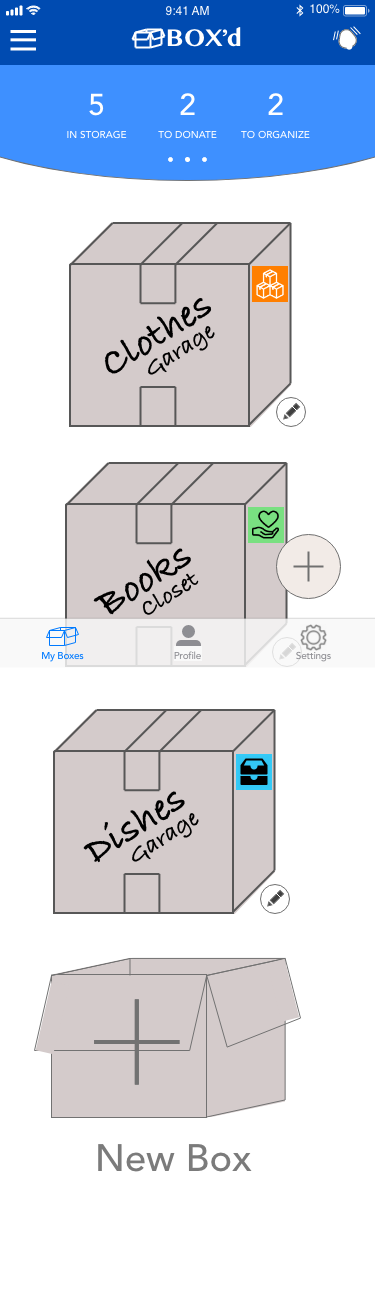 9:41 AM
100%
BOX'd
5
2
2
IN STORAGE
TO DONATE
TO ORGANIZE
Clothes
Garage
Books
Closet
My Boxes
Profile
Settings
Dishes
Garage
New Box